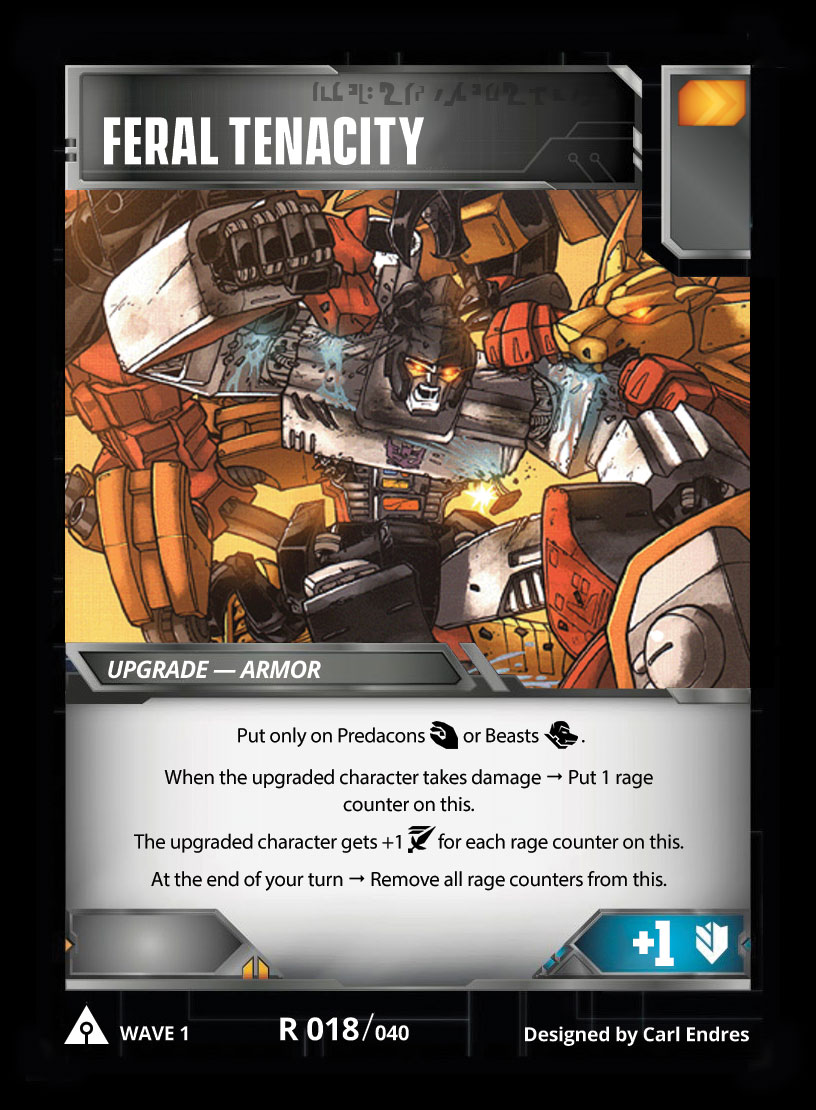 FERAL TENACITY
UPGRADE — ARMOR
Put only on Predacons or Beasts .
When the upgraded character takes damage → Put 1 rage
counter on this.
The upgraded character gets +1 for each rage counter on this.
At the end of your turn → Remove all rage counters from this.
+1
WAVE 1
R 018/040
Designed by Carl Endres